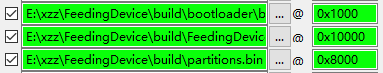 E:\xzz\FeedingDevice\build\bootloader\b ... @ 0x1000
E:\xzz\FeedingDevice\build\FeedingDevic ... @ 0x10000
E:\xzz\FeedingDevice\build\partitions.bin ... @ 0x8000